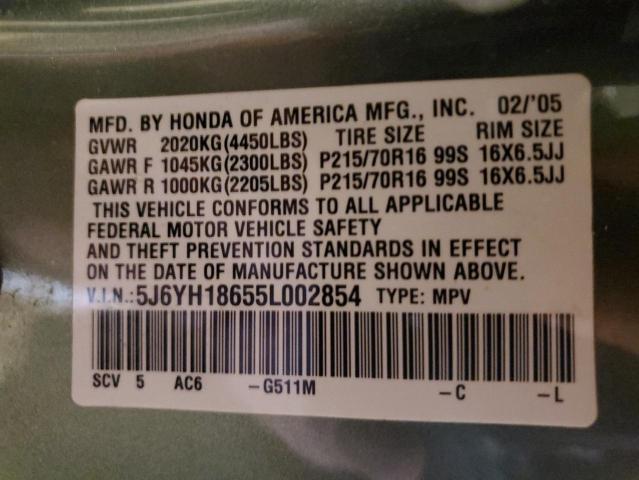 MFD. BY HONDA OF AMERICA MFG., INC. 02/'05
GVWR 2020KG(4450LBS) TIRE SIZE RIM SIZE
GAWR F 1045KG(2300LBS) P215/70R16 99S 16X6.5JJ
GAWR R 1000KG(2205LBS) P215/70R16 99S 16X6.5JJ
THIS VEHICLE CONFORMS TO ALL APPLICABLE
FEDERAL MOTOR VEHICLE SAFETY
AND THEFT PREVENTION STANDARDS IN EFFECT
ON THE DATE OF MANUFACTURE SHOWN ABOVE.
V.I.N.:5J6YH18655L002854 TYPE: MPV
SCV 5 AC6 -G511M -C -L